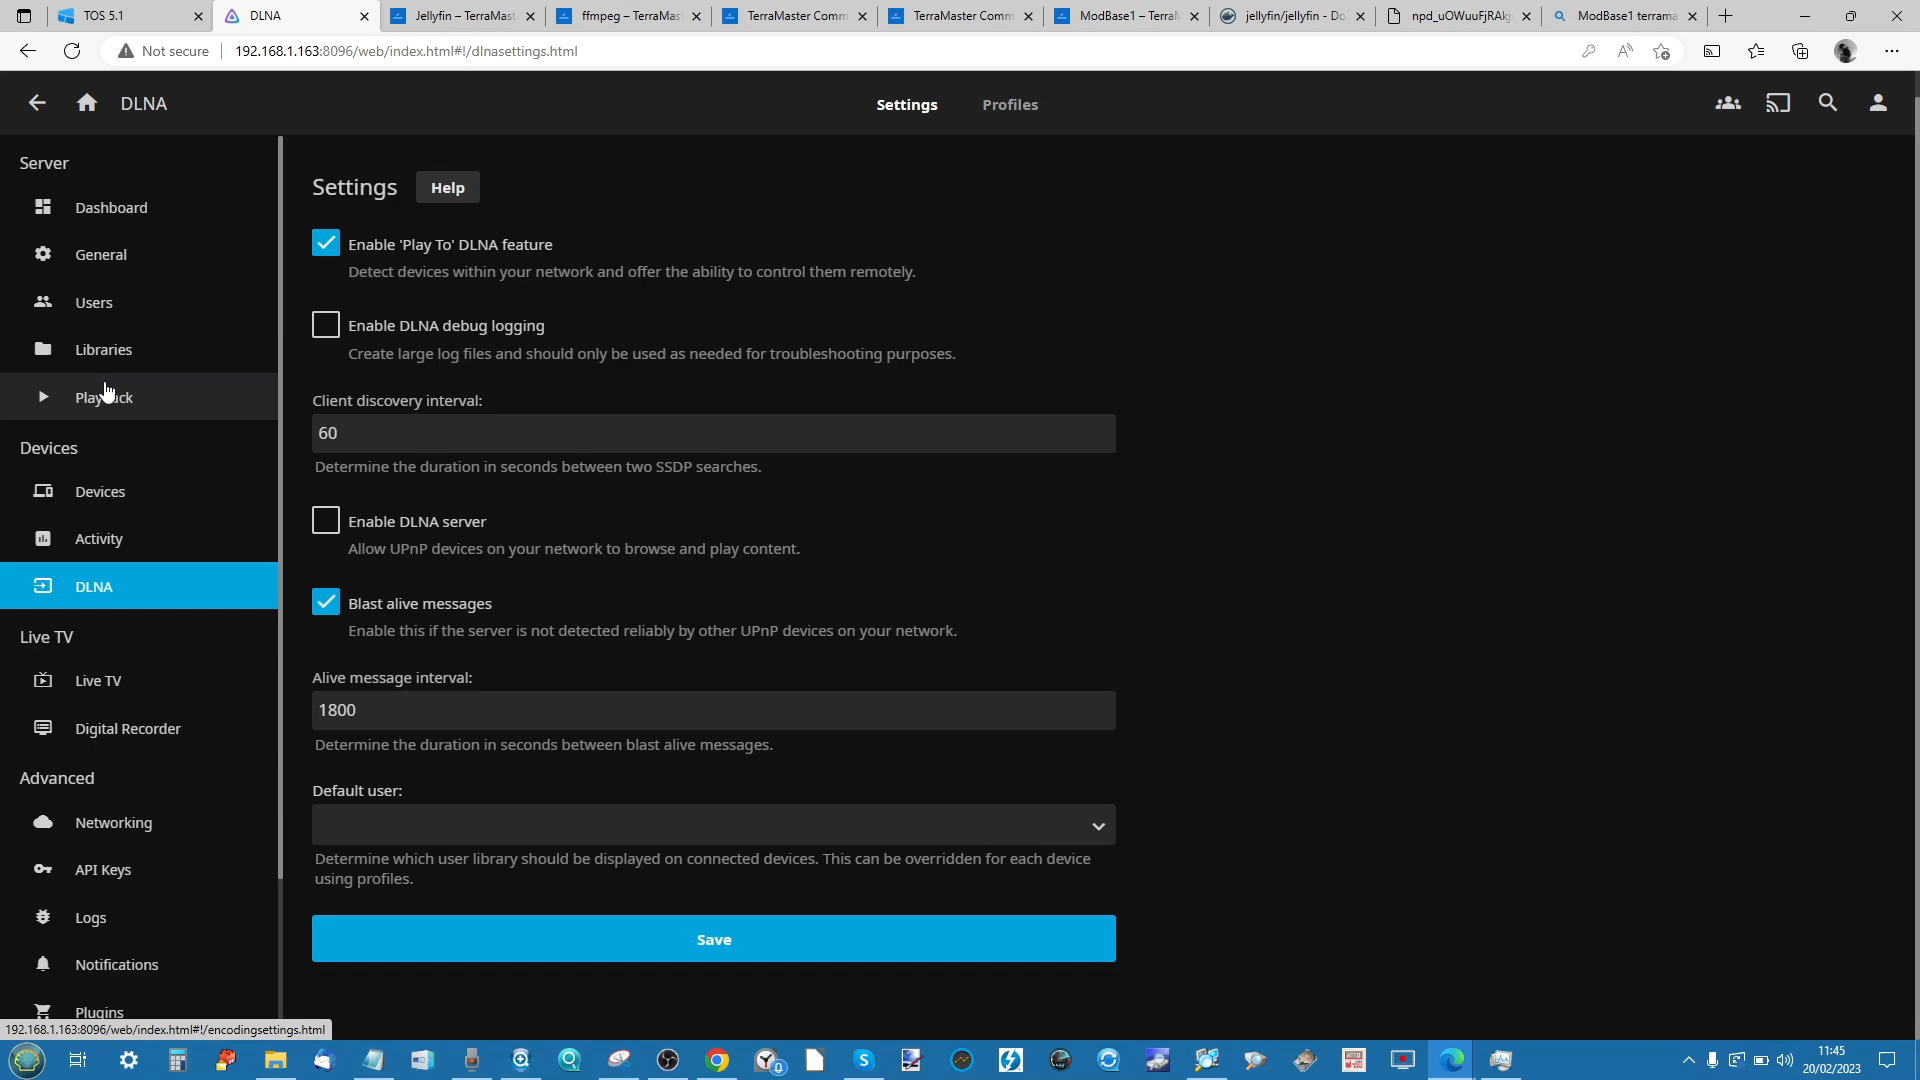 TOS 5.1
DLNA
Jellyfin – TerraMas
ffmpeg – TerraMas
TerraMaster Comm
TerraMaster Comm
ModBase1 – Terra
jellyfin/jellyfin - Do
npd_uOWuuFjRAkj
ModBase1 terrama
Not secure
192.168.1.163:8096/web/index.html#!/dlnasettings.html
DLNA
Settings
Profiles
Server
Dashboard
General
Users
Libraries
Devices
Devices
Activity
DLNA
Live TV
Live TV
Digital Recorder
Advanced
Networking
API Keys
Logs
Notifications
Plugins
Settings
Help
Enable 'Play To' DLNA feature
Detect devices within your network and offer the ability to control them remotely.
Enable DLNA debug logging
Create large log files and should only be used as needed for troubleshooting purposes.
Client discovery interval:
60
Determine the duration in seconds between two SSDP searches.
Enable DLNA server
Allow UPnP devices on your network to browse and play content.
Blast alive messages
Enable this if the server is not detected reliably by other UPnP devices on your network.
Alive message interval:
1800
Determine the duration in seconds between blast alive messages.
Default user:
Determine which user library should be displayed on connected devices. This can be overridden for each device
using profiles.
Save
192.168.1.163:8096/web/index.html#!/encodingsettings.html
11:45
20/02/2023